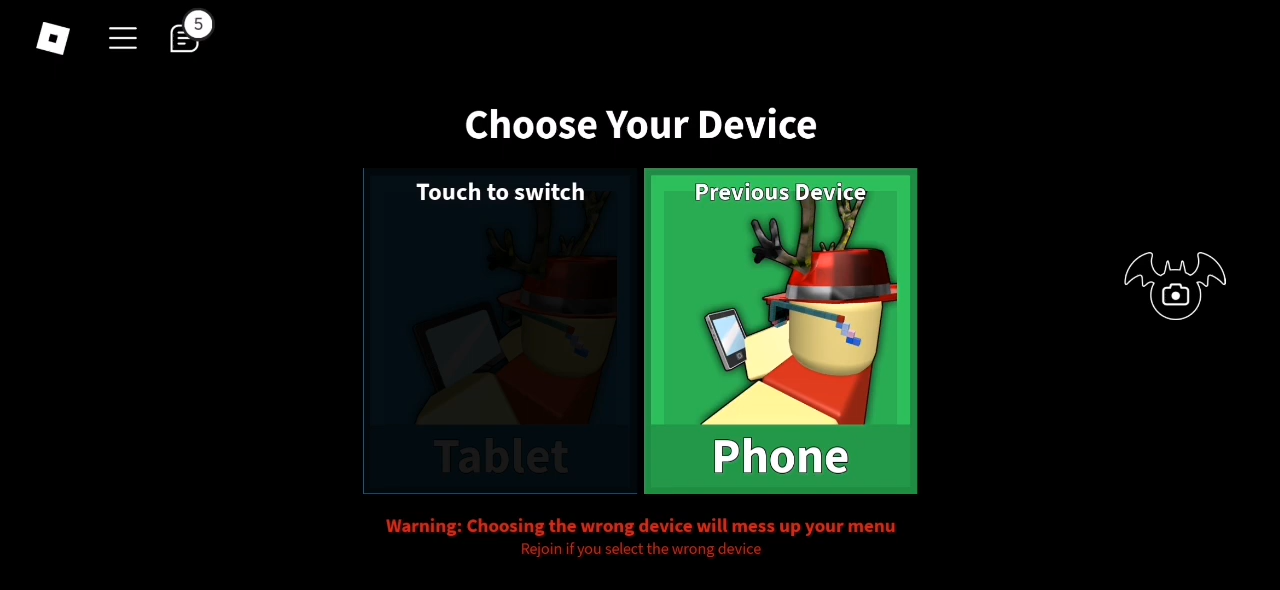 5
Choose Your Device
Touch to switch
Previous Device
Tablet
Phone
Warning: Choosing the wrong device will mess up your menu
Rejoin if you select the wrong device